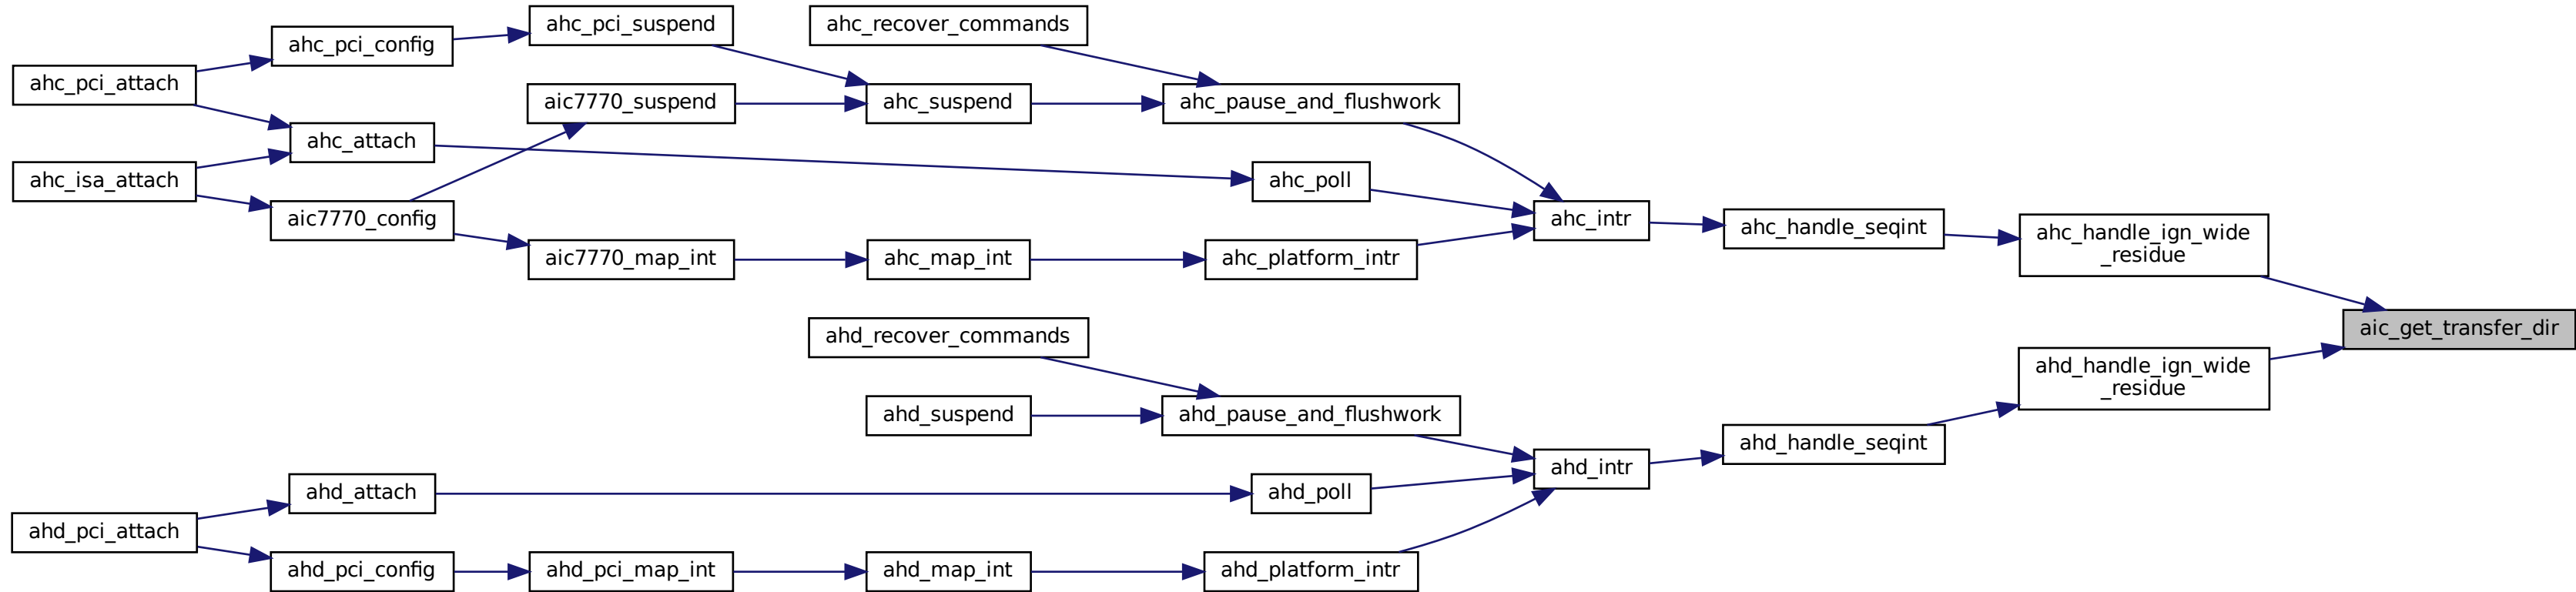 ahc_pci_suspend
ahc_recover_commands
ahc_pci_config
ahc_pci_attach
aic7770_suspend
ahc_suspend
ahc_pause_and_flushwork
ahc_attach
ahc_isa_attach
ahc_poll
aic7770_config
ahc_intr
ahc_handle_seqint
ahc_handle_ign_wide
_residue
aic7770_map_int
ahc_map_int
ahc_platform_intr
aic_get_transfer_dir
ahd_recover_commands
ahd_handle_ign_wide
_residue
ahd_suspend
ahd_pause_and_flushwork
ahd_handle_seqint
ahd_intr
ahd_attach
ahd_poll
ahd_pci_attach
ahd_pci_config
ahd_pci_map_int
ahd_map_int
ahd_platform_intr